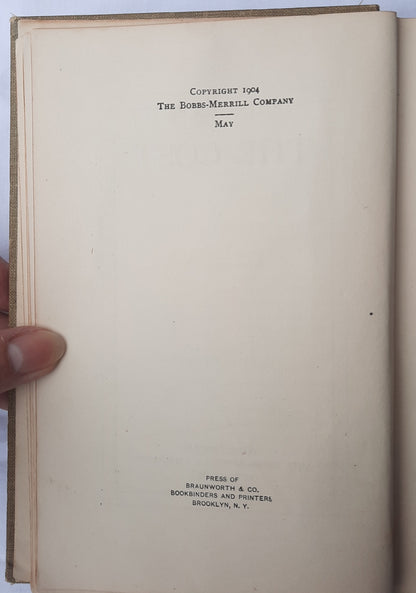 Copyright 1904
The Bobbs-Merrill Company
May
PRESS OF
BRAUNWORTH & CO.
BOOKBINDERS AND PRINTERS
BROOKLYN, N. Y.